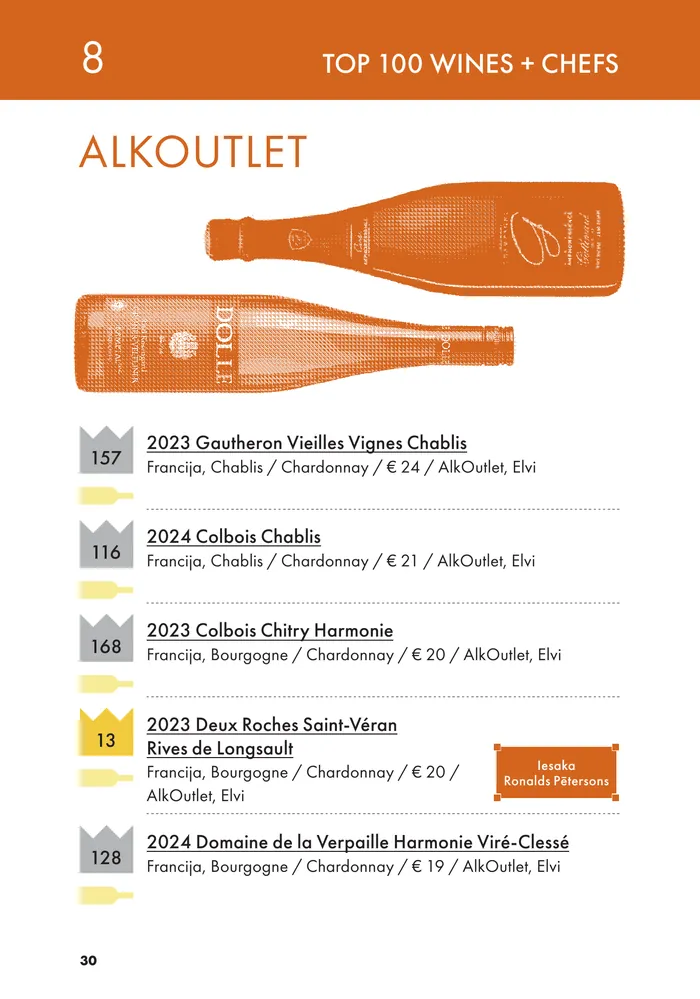 8
TOP 100 WINES + CHEFS
ALKOUTLET
DOLLE
157
2023 Gautheron Vieilles Vignes Chablis
Francija, Chablis / Chardonnay / € 24 / AlkOutlet, Elvi
116
2024 Colbois Chablis
Francija, Chablis / Chardonnay / € 21 / AlkOutlet, Elvi
168
2023 Colbois Chitry Harmonie
Francija, Bourgogne / Chardonnay / € 20 / AlkOutlet, Elvi
13
2023 Deux Roches Saint-Véran
Rives de Longsault
Francija, Bourgogne / Chardonnay / € 20 /
AlkOutlet, Elvi
Iesaka
Ronalds Pētersons
128
2024 Domaine de la Verpaille Harmonie Viré-Clessé
Francija, Bourgogne / Chardonnay / € 19 / AlkOutlet, Elvi
30